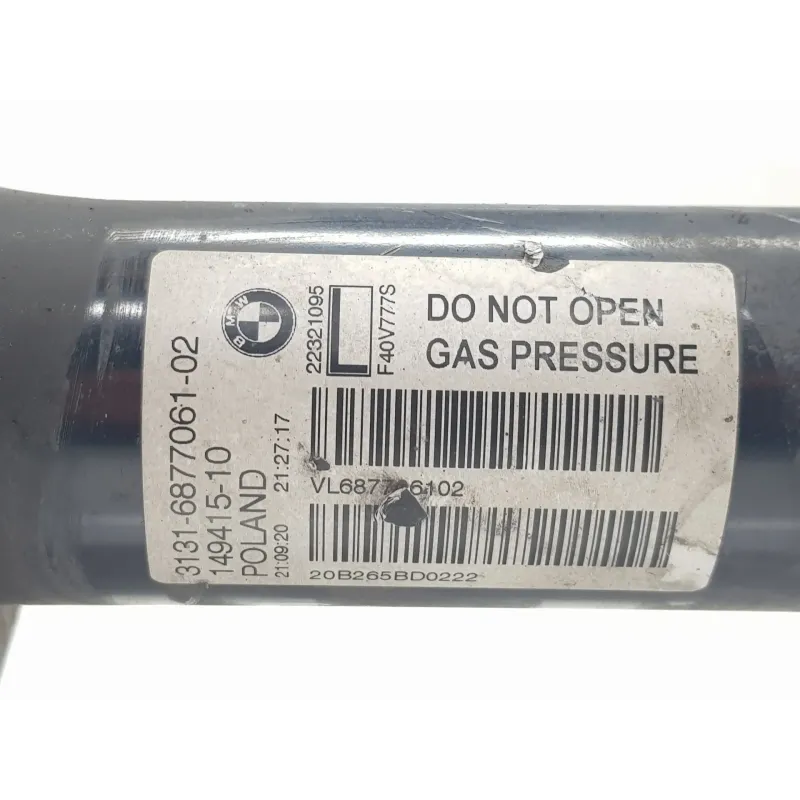 BMW
3131-6877061-02
149415-10
POLAND
21:09:20 21:27:17
22321095
L
F40V777S
DO NOT OPEN
GAS PRESSURE
20B265BD0222